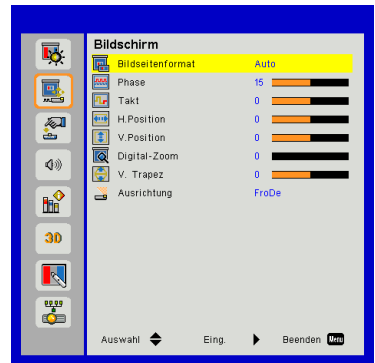 Bildschirm
Bildseitenformat Auto
Phase 15
Takt 0
H.Position 0
V.Position 0
Digital-Zoom 0
V. Trapez 0
Ausrichtung FroDe
3D
Auswahl Eing. Beenden Menu